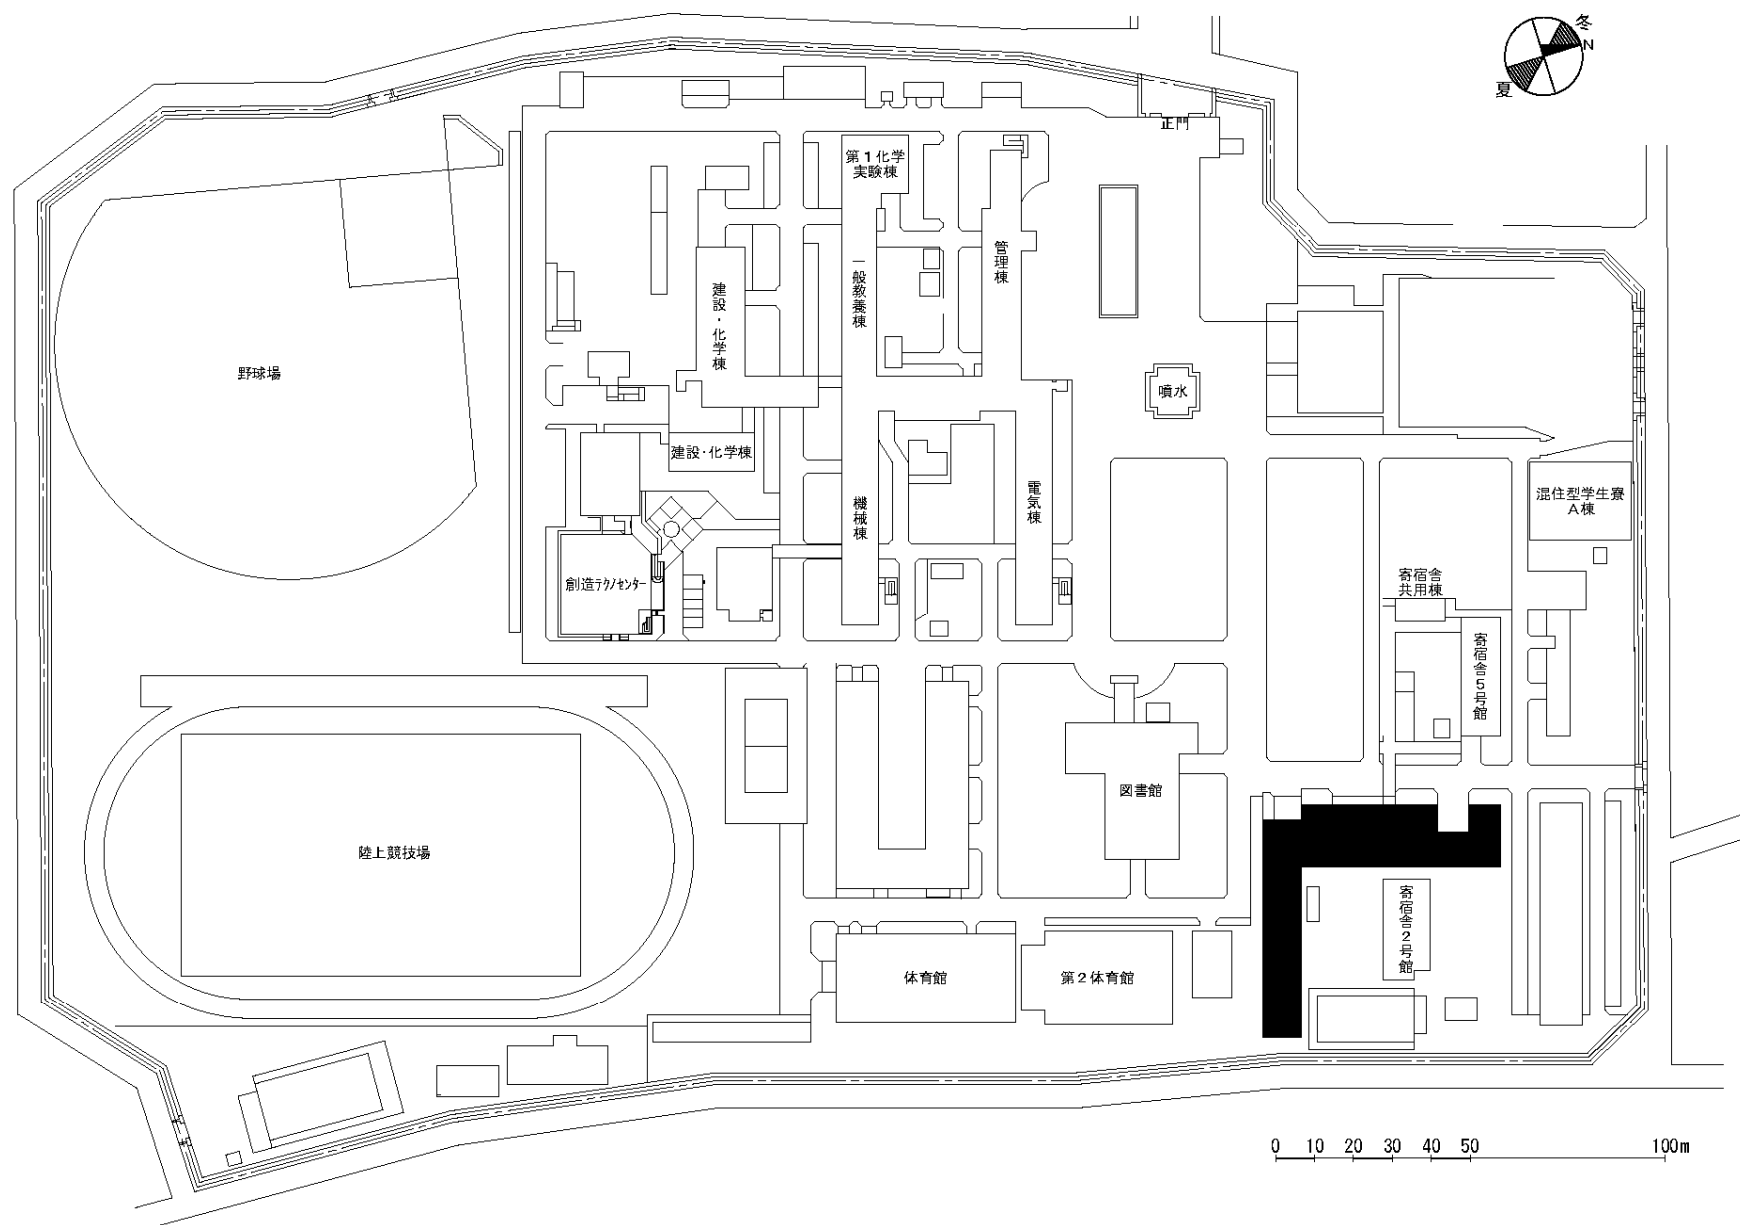 冬
N
夏
正門
第1化学
実験棟
管理棟
一般教養棟
建設・化学棟
野球場
噴水
建設・化学棟
機械棟
電気棟
混住型学生寮
A棟
創造テクノセンター
寄宿舎
共用棟
寄宿舎5号館
図書館
陸上競技場
寄宿舎2号館
体育館
第2体育館
0 10 20 30 40 50 100m